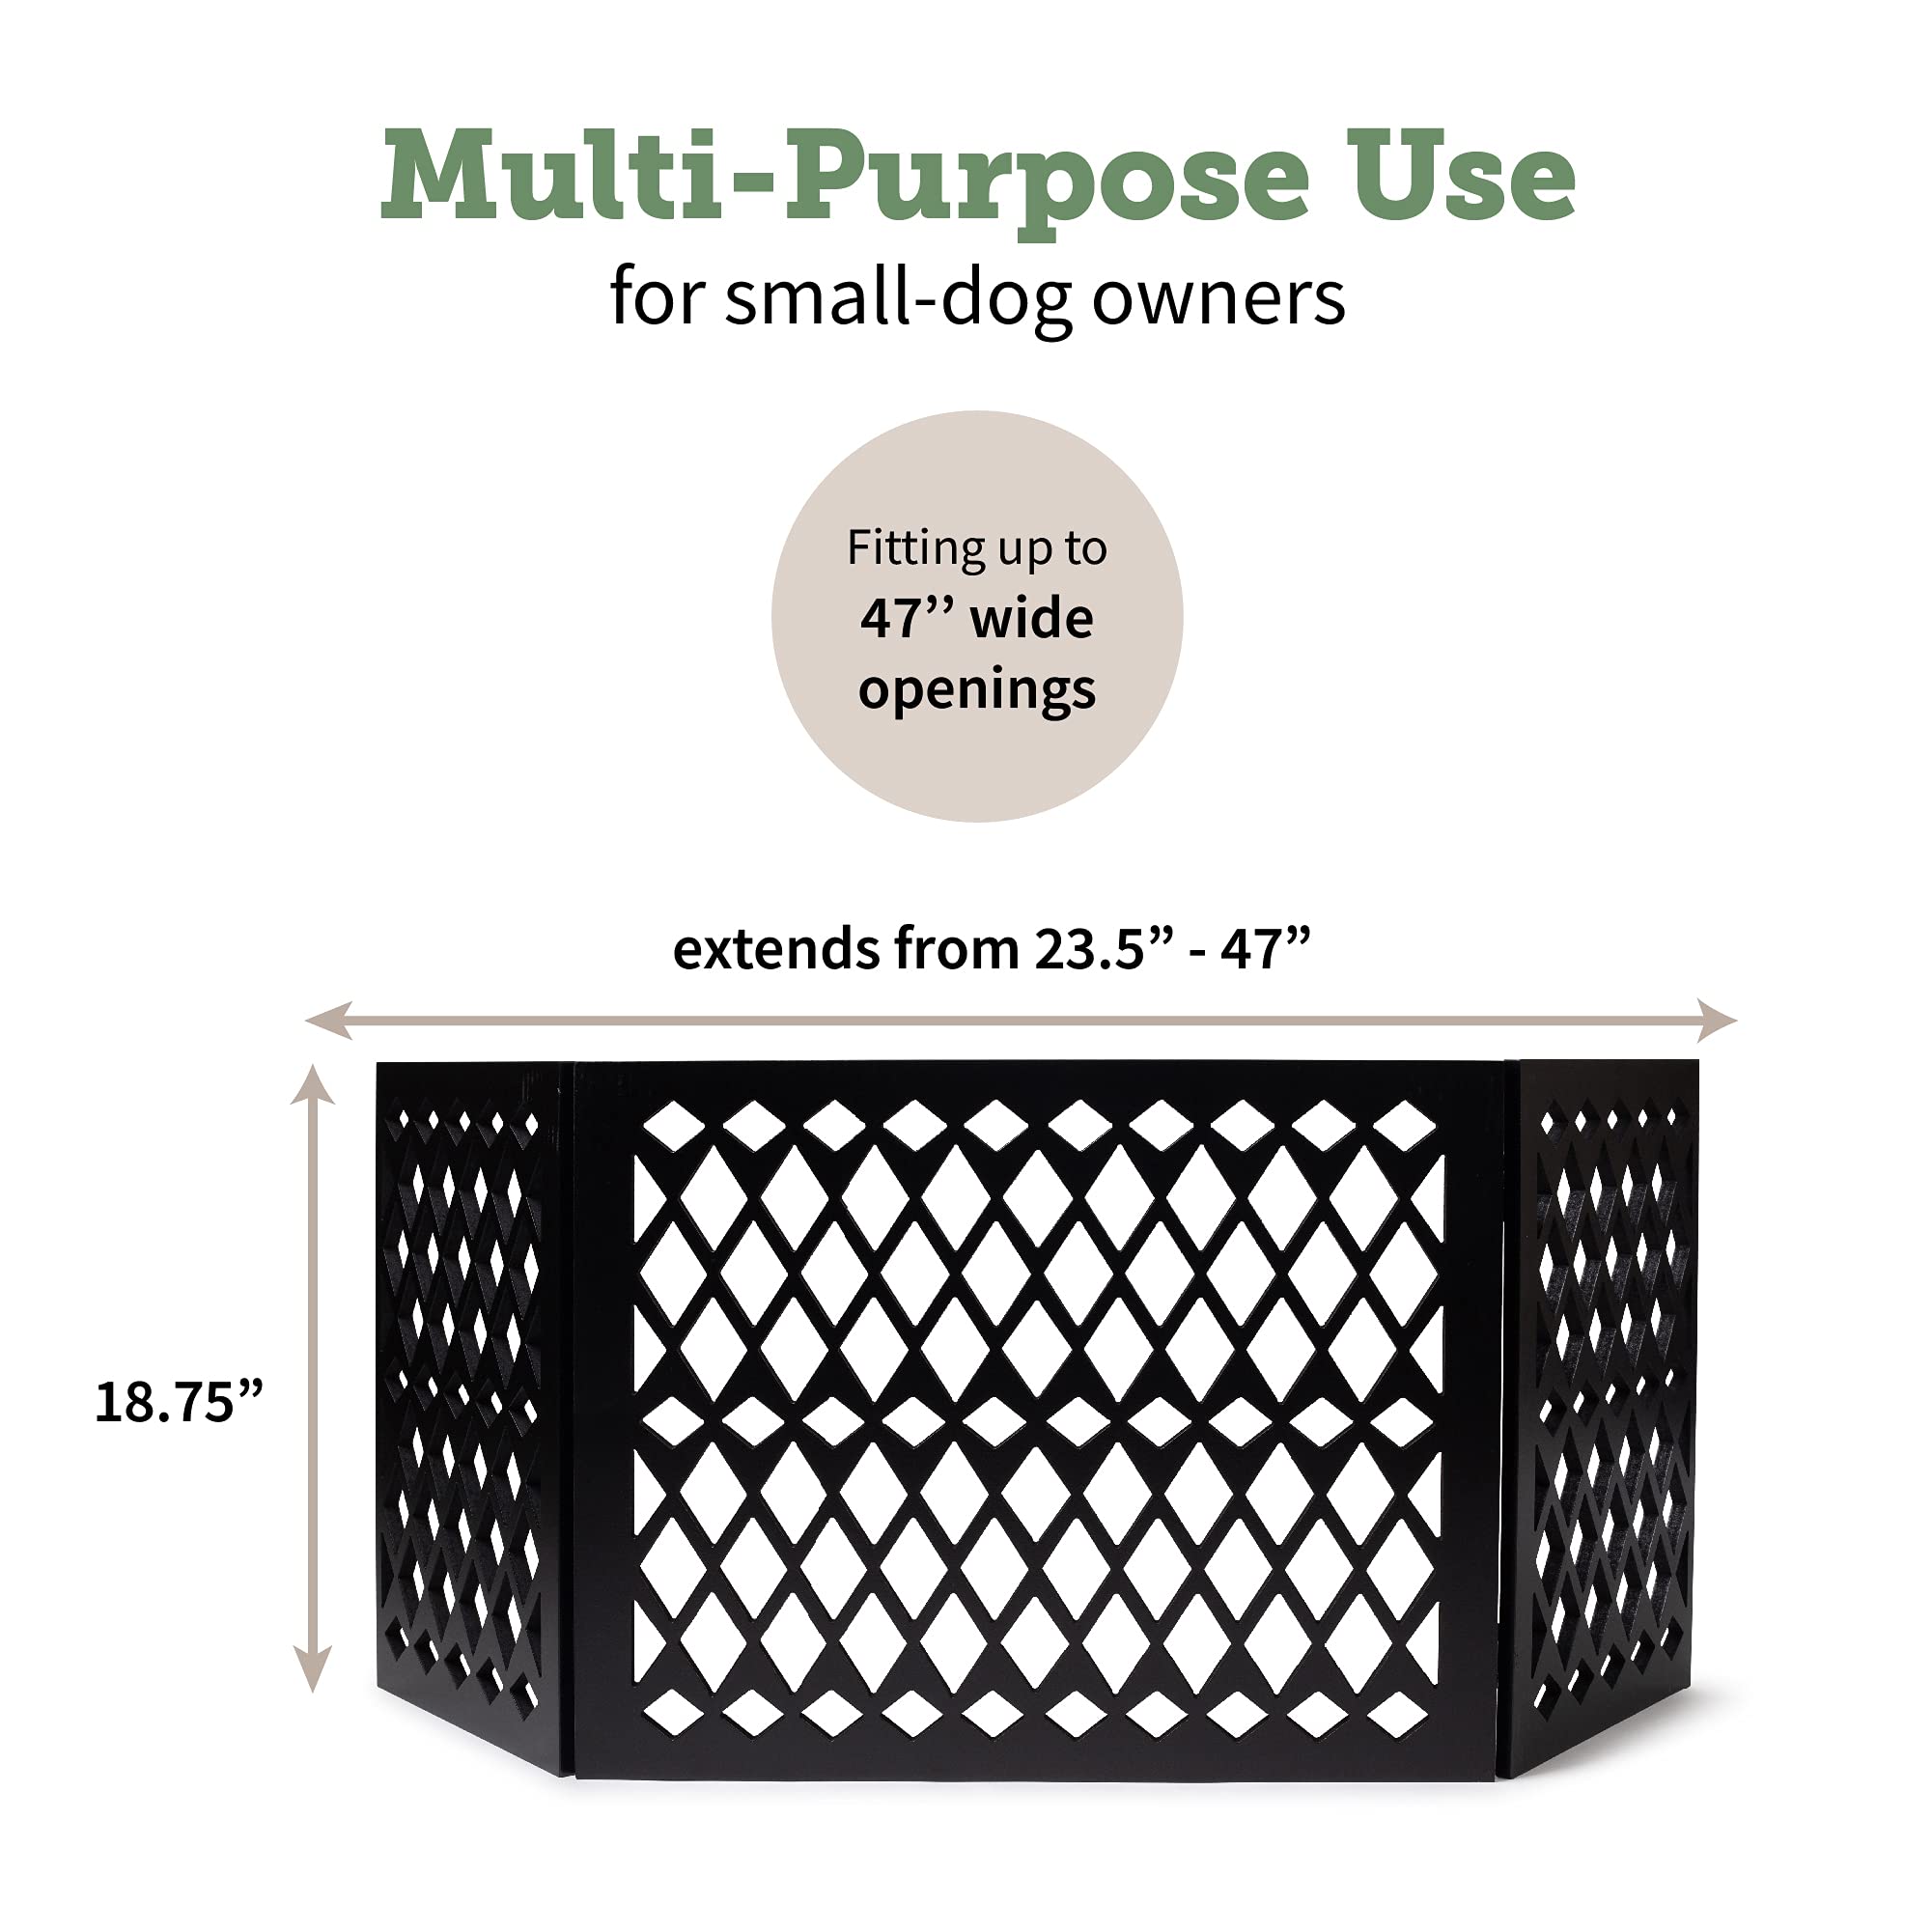 Multi-Purpose Use
for small-dog owners
Fitting up to
47’’ wide
openings
extends from 23.5” - 47”
18.75”